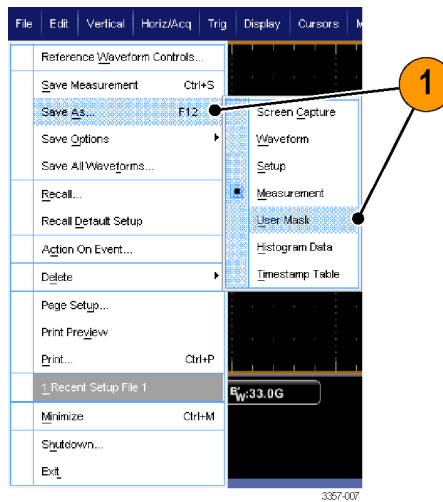 File Edit Vertical Horiz/Acq Trig Display Cursors
Reference Waveform Controls...
Save Measurement Ctrl+S
1
Save As... F12
Screen Capture
Save Options
Waveform
Save All Waveforms...
Setup
Recall...
Measurement
Recall Default Setup
User Mask
Action On Event...
Histogram Data
Delete
Timestamp Table
Page Setup...
Print Preview
Print... Ctrl+P
1 Recent Setup File 1
BW:33.0G
Minimize Ctrl+M
Shutdown...
Exit
3357-007